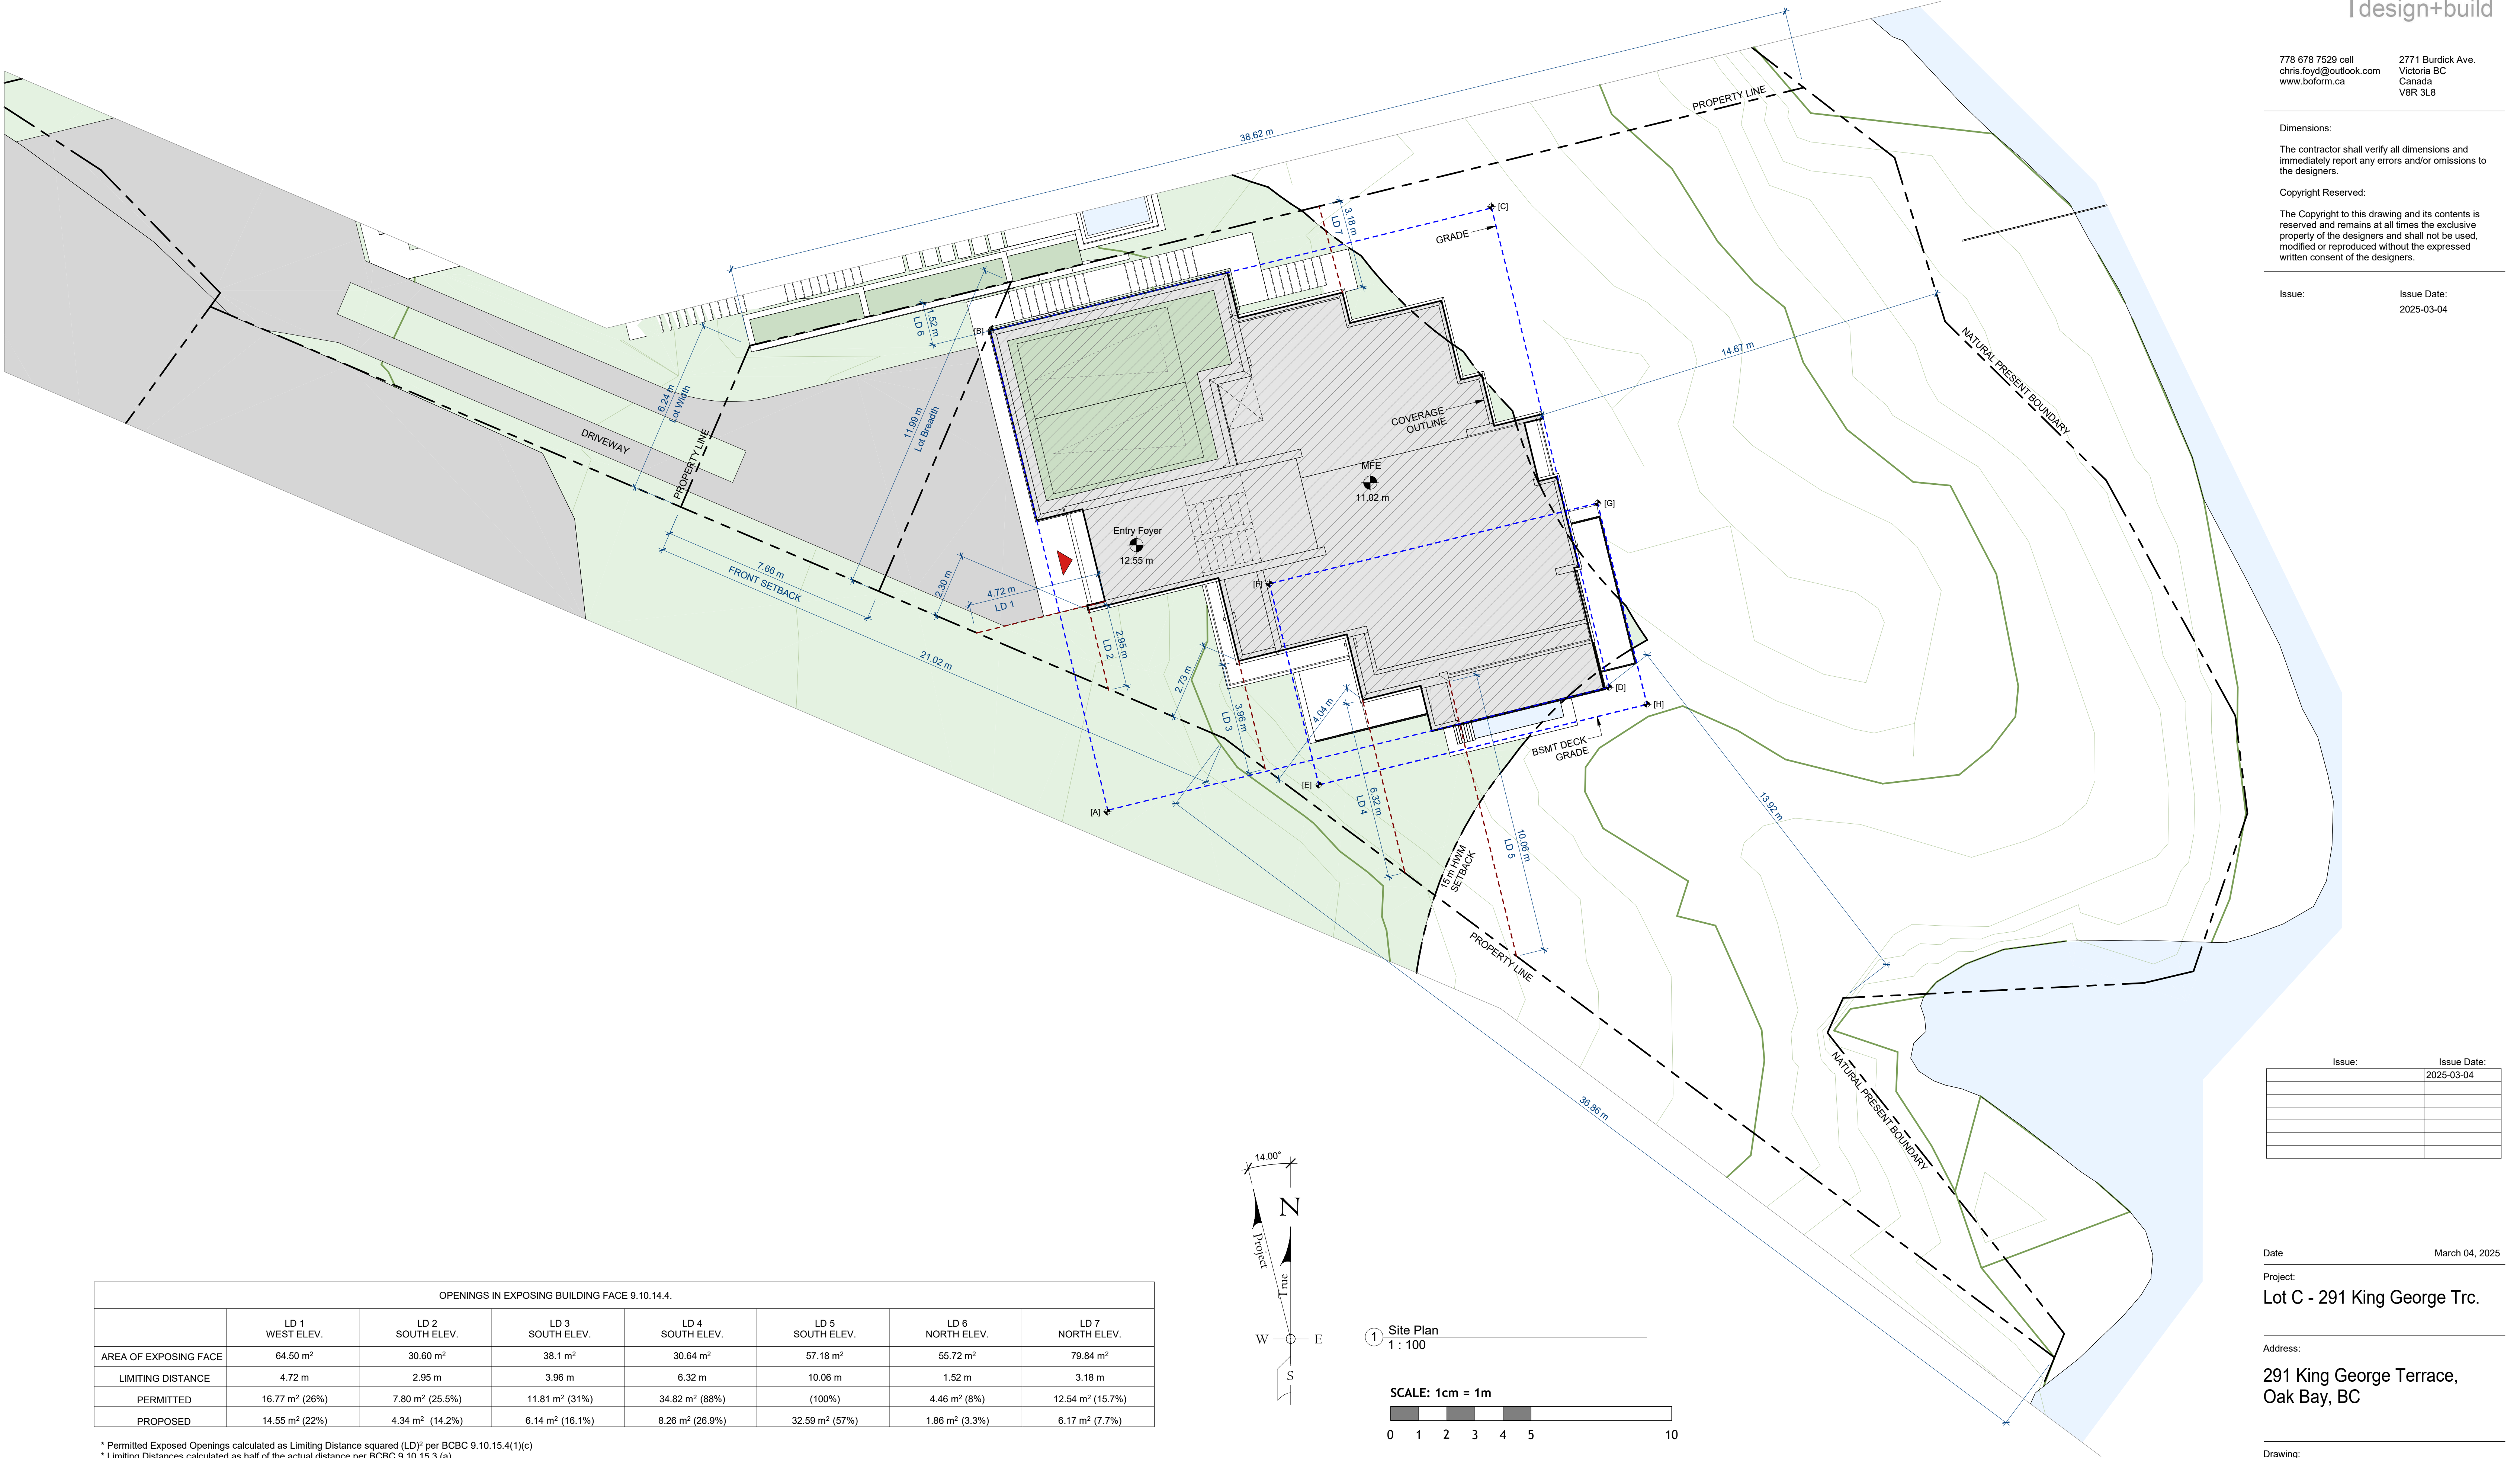 design+build
778 678 7529 cell
chris.foyd@outlook.com
www.boform.ca
2771 Burdick Ave.
Victoria BC
Canada
V8R 3L8
Dimensions:
The contractor shall verify all dimensions and
immediately report any errors and/or omissions to
the designers.
Copyright Reserved:
The Copyright to this drawing and its contents is
reserved and remains at all times the exclusive
property of the designers and shall not be used,
modified or reproduced without the expressed
written consent of the designers.
Issue: Issue Date:
2025-03-04
38.62 m
PROPERTY LINE
3.18 m
LD 7
[C]
GRADE
[B]
1.52 m
LD 6
14.67 m
NATURAL PRESENT BOUNDARY
6.24 m
Lot Width
11.99 m
Lot Breadth
COVERAGE
OUTLINE
DRIVEWAY
PROPERTY LINE
MFE
11.02 m
[G]
Entry Foyer
12.55 m
7.66 m
FRONT SETBACK
2.30 m
4.72 m
LD 1
[F]
2.95 m
LD 2
21.02 m
2.73 m
3.96 m
LD 3
4.04 m
[D]
[H]
BSMT DECK
GRADE
[E]
[A]
6.32 m
LD 4
10.06 m
LD 5
13.92 m
15 m HWM
SETBACK
PROPERTY LINE
36.86 m
NATURAL PRESENT BOUNDARY
Issue: Issue Date:
2025-03-04
14.00°
N
Project
True
W E
S
1 Site Plan
1 : 100
SCALE: 1cm = 1m
0 1 2 3 4 5 10
OPENINGS IN EXPOSING BUILDING FACE 9.10.14.4.
LD 1 WEST ELEV. LD 2 SOUTH ELEV. LD 3 SOUTH ELEV. LD 4 SOUTH ELEV. LD 5 SOUTH ELEV. LD 6 NORTH ELEV. LD 7 NORTH ELEV.
AREA OF EXPOSING FACE 64.50 m² 30.60 m² 38.1 m² 30.64 m² 57.18 m² 55.72 m² 79.84 m²
LIMITING DISTANCE 4.72 m 2.95 m 3.96 m 6.32 m 10.06 m 1.52 m 3.18 m
PERMITTED 16.77 m² (26%) 7.80 m² (25.5%) 11.81 m² (31%) 34.82 m² (88%) (100%) 4.46 m² (8%) 12.54 m² (15.7%)
PROPOSED 14.55 m² (22%) 4.34 m² (14.2%) 6.14 m² (16.1%) 8.26 m² (26.9%) 32.59 m² (57%) 1.86 m² (3.3%) 6.17 m² (7.7%)
* Permitted Exposed Openings calculated as Limiting Distance squared (LD)² per BCBC 9.10.15.4(1)(c)
* Limiting Distances calculated as half of the actual distance per BCBC 9.10.15.3 (a)
Date March 04, 2025
Project:
Lot C - 291 King George Trc.
Address:
291 King George Terrace,
Oak Bay, BC
Drawing: